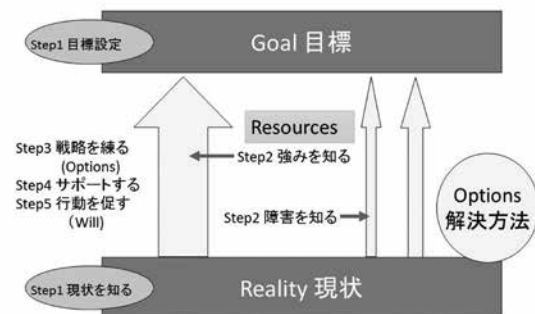 Step1 目標設定
Goal 目標
Resources
Step3 戦略を練る
(Options)
Step4 サポートする
Step5 行動を促す
（Will）
Step2 強みを知る
Step2 障害を知る
Options
解決方法
Step1 現状を知る
Reality 現状